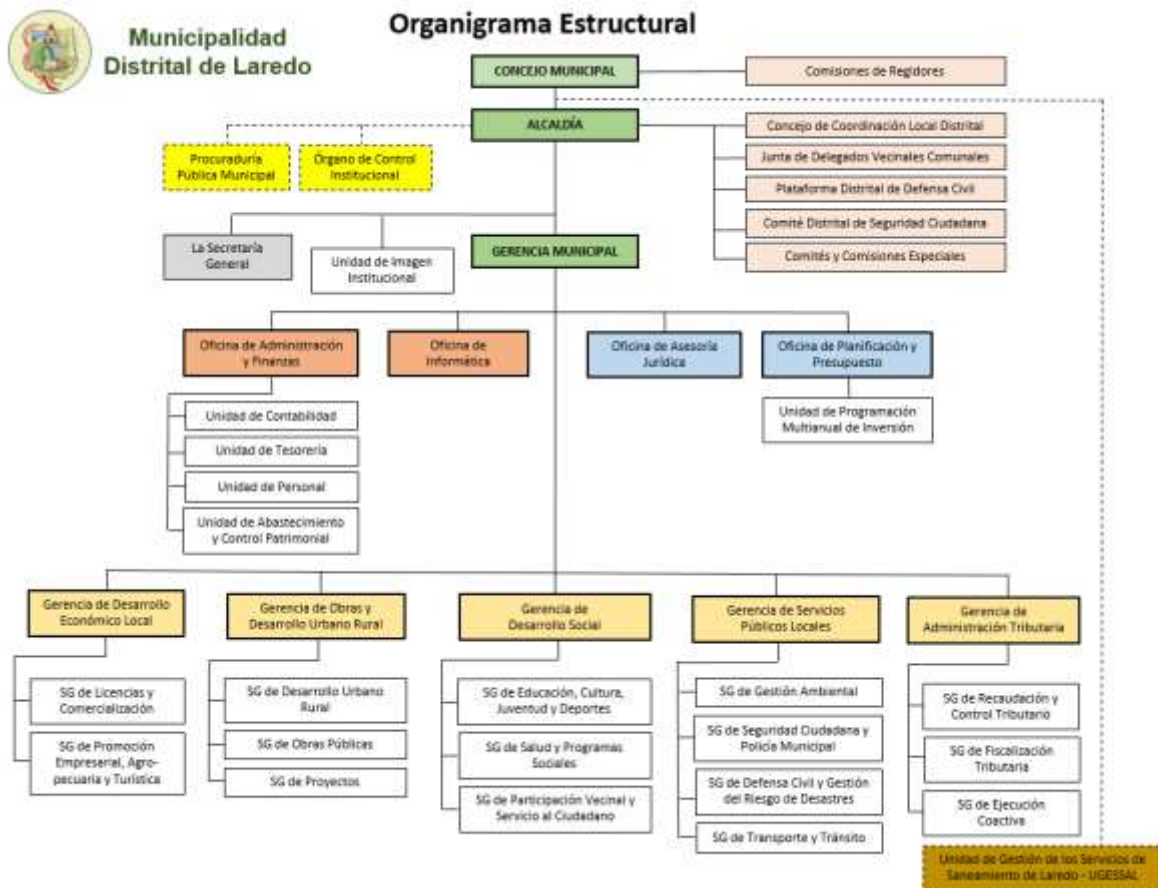 Organigrama Estructural
Municipalidad
Distrital de Laredo
CONCEJO MUNICIPAL
Comisiones de Regidores
ALCALDÍA
Concejo de Coordinación Local Distrital
Junta de Delegados Vecinales Comunales
Plataforma Distrital de Defensa Civil
Comité Distrital de Seguridad Ciudadana
Comités y Comisiones Especiales
Procuraduría
Pública Municipal
Órgano de Control
Institucional
La Secretaría
General
Unidad de Imagen
Institucional
GERENCIA MUNICIPAL
Oficina de Administración
y Finanzas
Oficina de
Informática
Oficina de Asesoría
Jurídica
Oficina de Planificación y
Presupuesto
Unidad de Contabilidad
Unidad de Tesorería
Unidad de Personal
Unidad de Abastecimiento
y Control Patrimonial
Unidad de Programación
Multianual de Inversión
Gerencia de Desarrollo
Económico Local
Gerencia de Obras y
Desarrollo Urbano Rural
Gerencia de
Desarrollo Social
Gerencia de Servicios
Públicos Locales
Gerencia de
Administración Tributaria
SG de Licencias y
Comercialización
SG de Promoción
Empresarial, Agro-
pecuaria y Turística
SG de Desarrollo Urbano
Rural
SG de Obras Públicas
SG de Proyectos
SG de Educación, Cultura,
Juventud y Deportes
SG de Salud y Programas
Sociales
SG de Participación Vecinal y
Servicio al Ciudadano
SG de Gestión Ambiental
SG de Seguridad Ciudadana y
Policía Municipal
SG de Defensa Civil y Gestión
del Riesgo de Desastres
SG de Transporte y Tránsito
SG de Recaudación y
Control Tributario
SG de Fiscalización
Tributaria
SG de Ejecución
Coactiva
Unidad de Gestión de los Servicios de
Saneamiento de Laredo - UGESSAL